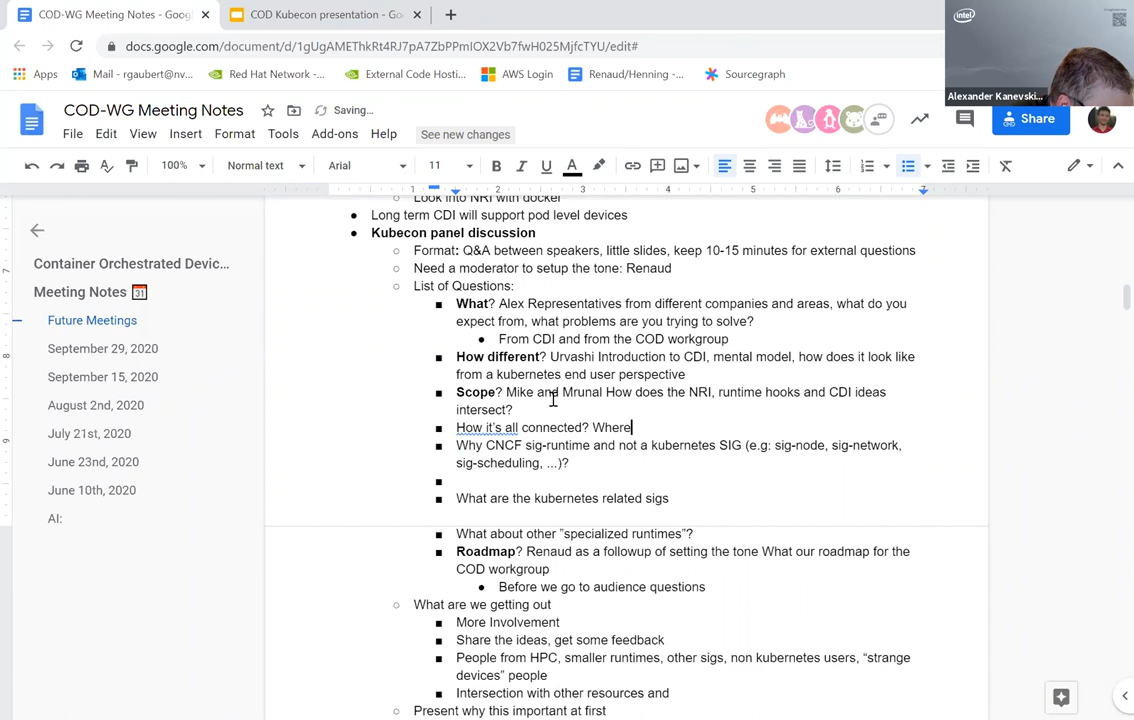 COD-WG Meeting Notes - Goog
COD Kubecon presentation - Go
docs.google.com/document/d/1gUgAMEThkRt4RJ7pA7ZbPPmIOX2Vb7fwH025MjfcTYU/edit#
Apps
Mail - rgaubert@nv...
Red Hat Network -...
External Code Hosti...
AWS Login
Renaud/Henning -...
Sourcegraph
intel
Alexander Kanevski...
COD-WG Meeting Notes
Saving...
File Edit View Insert Format Tools Add-ons Help
See new changes
Share
100%
Normal text
Arial
11
B I U A
1 2 3 4 5 6 7
7
8
9
Container Orchestrated Devic...
Meeting Notes
Future Meetings
September 29, 2020
September 15, 2020
August 2nd, 2020
July 21st, 2020
June 23nd, 2020
June 10th, 2020
AI:
Look into NRI with docker
Long term CDI will support pod level devices
Kubecon panel discussion
Format: Q&A between speakers, little slides, keep 10-15 minutes for external questions
Need a moderator to setup the tone: Renaud
List of Questions:
What? Alex Representatives from different companies and areas, what do you
expect from, what problems are you trying to solve?
From CDI and from the COD workgroup
How different? Urvashi Introduction to CDI, mental model, how does it look like
from a kubernetes end user perspective
Scope? Mike and Mrunal How does the NRI, runtime hooks and CDI ideas
intersect?
How it's all connected? Where
Why CNCF sig-runtime and not a kubernetes SIG (e.g: sig-node, sig-network,
sig-scheduling, ...)?
What are the kubernetes related sigs
What about other "specialized runtimes"?
Roadmap? Renaud as a followup of setting the tone What our roadmap for the
COD workgroup
Before we go to audience questions
What are we getting out
More Involvement
Share the ideas, get some feedback
People from HPC, smaller runtimes, other sigs, non kubernetes users, "strange
devices" people
Intersection with other resources and
Present why this important at first